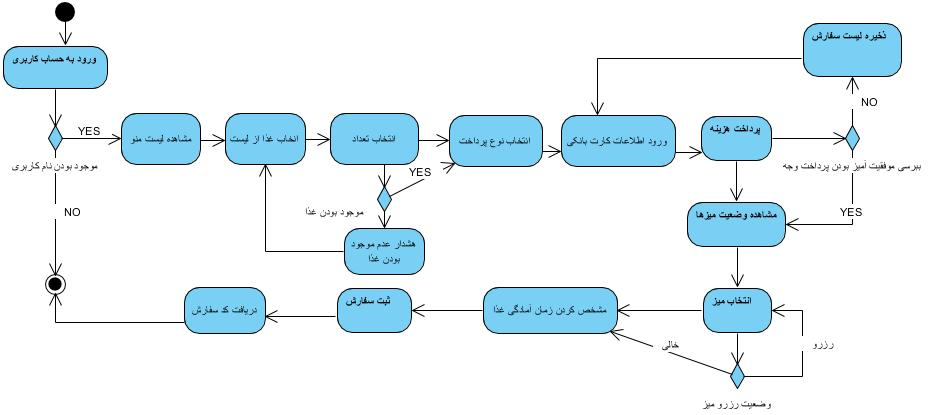 ورود به حساب کاربری
YES
موجود بودن نام کاربری
NO
مشاهده لیست منو
انخاب غذا از لیست
انتخاب تعداد
YES
موجود بودن غذا
هشدار عدم موجود
بودن غذا
انتخاب نوع پرداخت
ورود اطلاعات کارت بانکی
پرداخت هزینه
ذخیره لیست سفارش
NO
ببرسی موفقیت آمیز بودن پرداخت وجه
YES
مشاهده وضعیت میزها
انتخاب میز
رزرو
خالی
وضعیت رزرو میز
مشخص کردن زمان آمادگی غذا
ثبت سفارش
دریافت کد سفارش